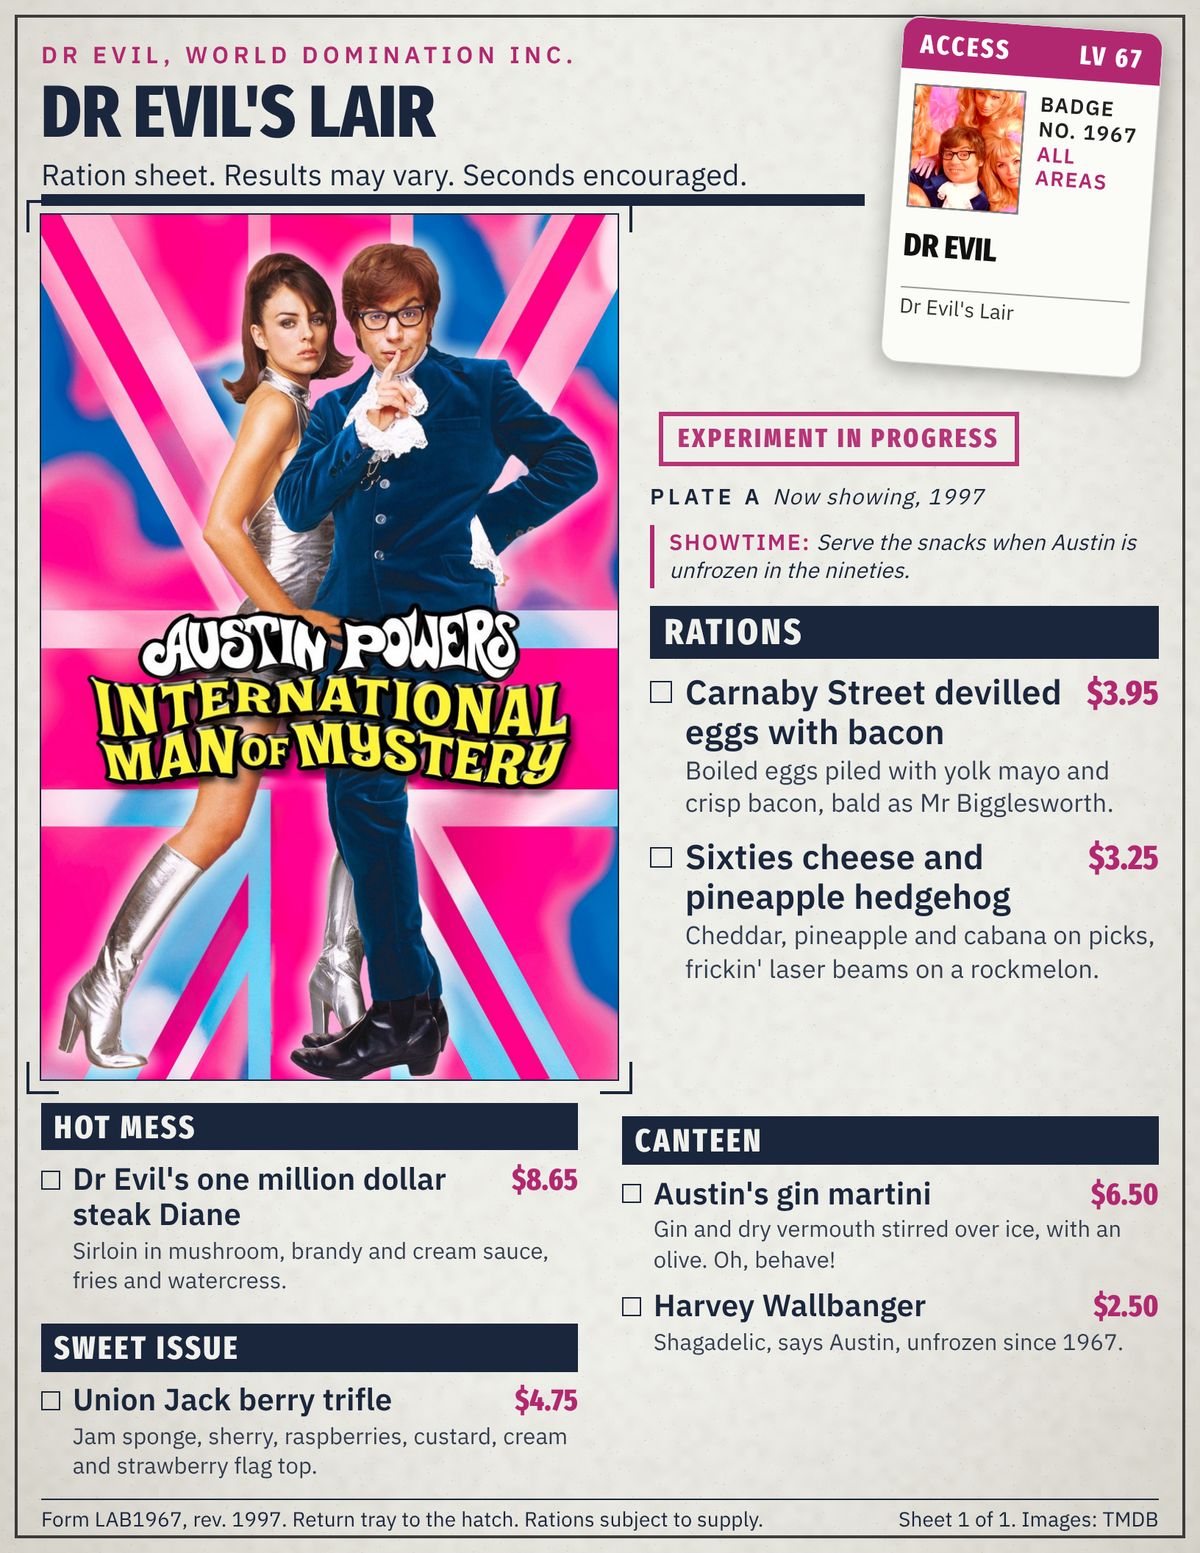 DR EVIL, WORLD DOMINATION INC.
DR EVIL'S LAIR
Ration sheet. Results may vary. Seconds encouraged.
ACCESS LV 67
BADGE
NO. 1967
ALL
AREAS
DR EVIL
Dr Evil's Lair
AUSTIN POWERS
INTERNATIONAL
MAN OF MYSTERY
EXPERIMENT IN PROGRESS
PLATE A Now showing, 1997
SHOWTIME: Serve the snacks when Austin is
unfrozen in the nineties.
RATIONS
Carnaby Street devilled $3.95
eggs with bacon
Boiled eggs piled with yolk mayo and
crisp bacon, bald as Mr Bigglesworth.
Sixties cheese and $3.25
pineapple hedgehog
Cheddar, pineapple and cabana on picks,
frickin' laser beams on a rockmelon.
HOT MESS
Dr Evil's one million dollar $8.65
steak Diane
Sirloin in mushroom, brandy and cream sauce,
fries and watercress.
SWEET ISSUE
Union Jack berry trifle $4.75
Jam sponge, sherry, raspberries, custard, cream
and strawberry flag top.
CANTEEN
Austin's gin martini $6.50
Gin and dry vermouth stirred over ice, with an
olive. Oh, behave!
Harvey Wallbanger $2.50
Shagadelic, says Austin, unfrozen since 1967.
Form LAB1967, rev. 1997. Return tray to the hatch. Rations subject to supply.
Sheet 1 of 1. Images: TMDB